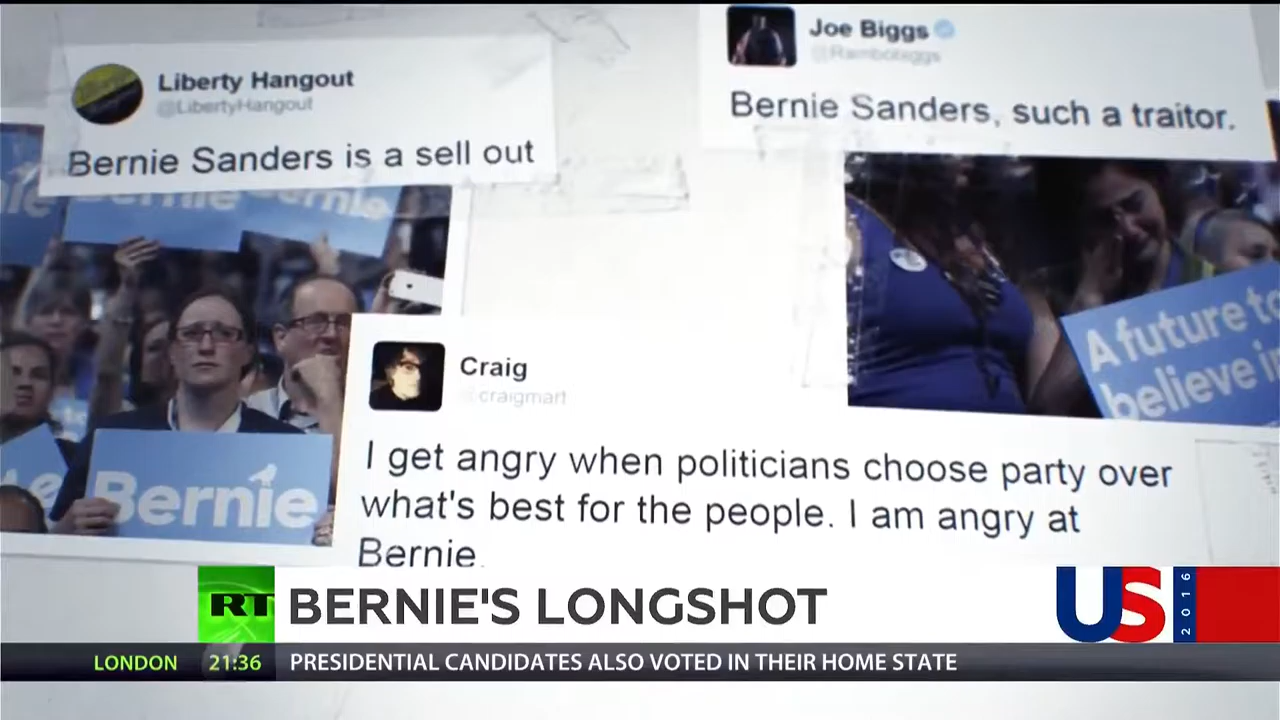 Liberty Hangout
@LibertyHangout
Bernie Sanders is a sell out
Joe Biggs
@Rambobiggs
Bernie Sanders, such a traitor.
Bernie
A future to
believe in
Craig
@craigmart
I get angry when politicians choose party over
what's best for the people. I am angry at
Bernie.
RT BERNIE'S LONGSHOT
US 2016
LONDON 21:36 PRESIDENTIAL CANDIDATES ALSO VOTED IN THEIR HOME STATE